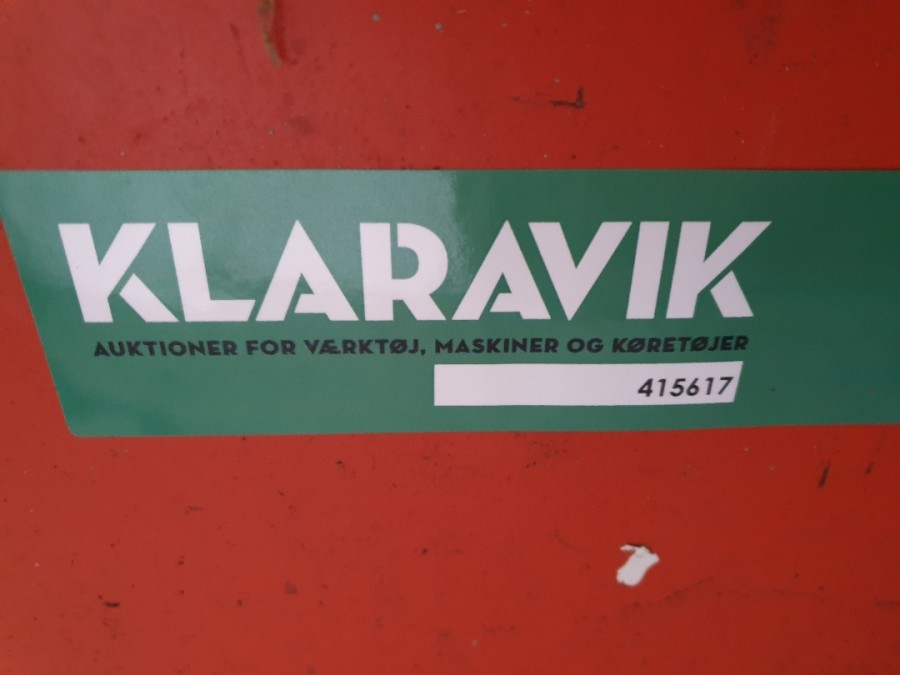 KLARAVIK
AUKTIONER FOR VÆRKTØJ, MASKINER OG KØRETØJER
415617